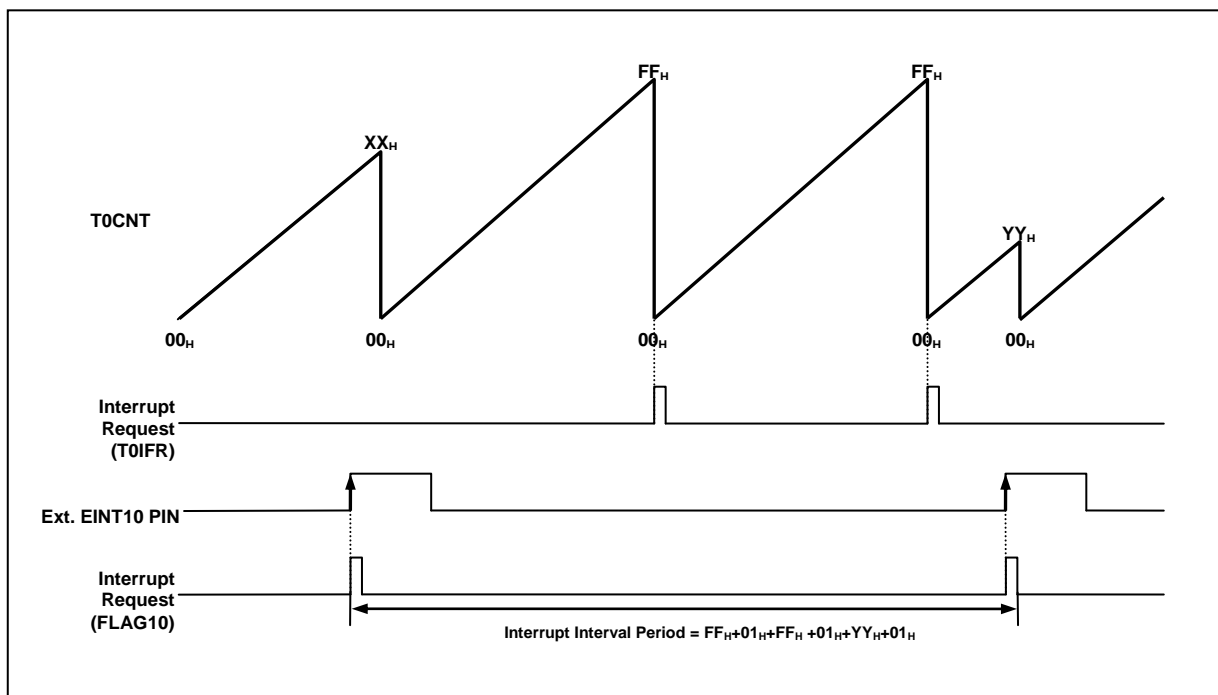 FFH FFH
XXH
T0CNT
YYH
00H 00H 00H 00H 00H
Interrupt
Request
(T0IFR)
Ext. EINT10 PIN
Interrupt
Request
(FLAG10)
Interrupt Interval Period = FFH+01H+FFH +01H+YYH+01H